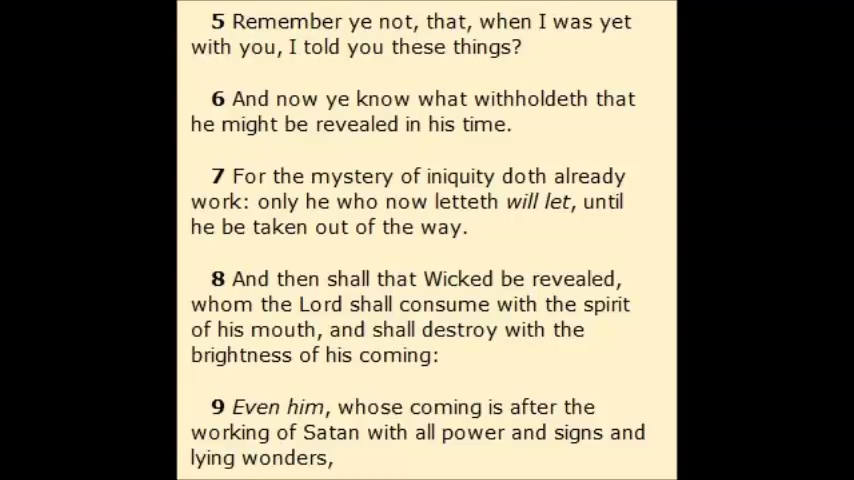 5 Remember ye not, that, when I was yet
with you, I told you these things?
6 And now ye know what withholdeth that
he might be revealed in his time.
7 For the mystery of iniquity doth already
work: only he who now letteth will let, until
he be taken out of the way.
8 And then shall that Wicked be revealed,
whom the Lord shall consume with the spirit
of his mouth, and shall destroy with the
brightness of his coming:
9 Even him, whose coming is after the
working of Satan with all power and signs and
lying wonders,